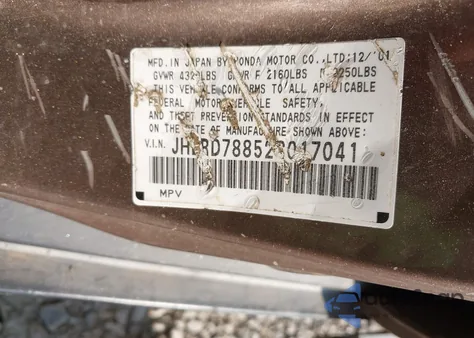 MFD. IN JAPAN BY HONDA MOTOR CO., LTD: 12/'01
GVWR 4320LBS GAWR F 2160LBS R 2250LBS
THIS VEHICLE CONFORMS TO ALL APPLICABLE
FEDERAL MOTOR VEHICLE SAFETY,
AND THEFT PREVENTION STANDARDS IN EFFECT
ON THE DATE OF MANUFACTURE SHOWN ABOVE:
V.I.N.
MPV